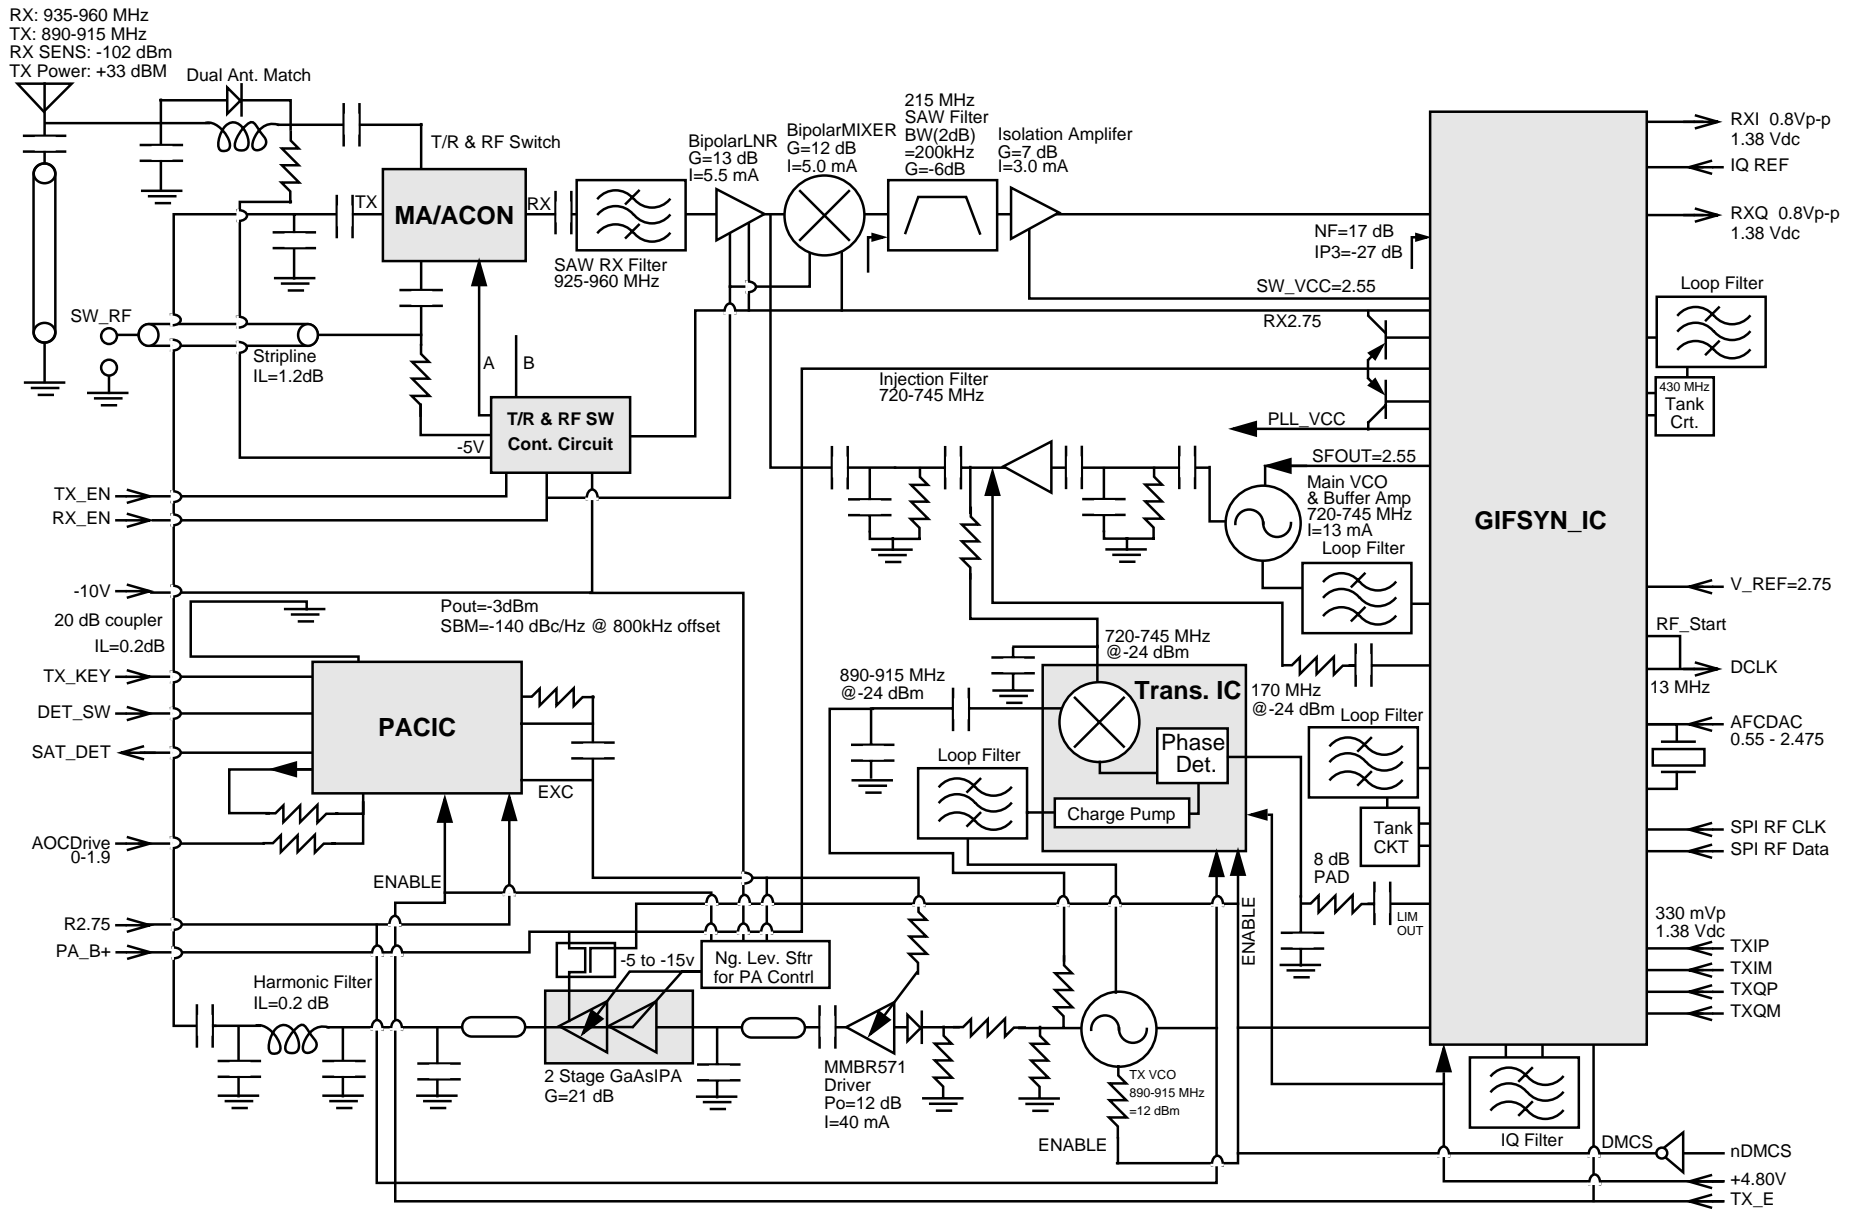 RX: 935-960 MHz
TX: 890-915 MHz
RX SENS: -102 dBm
TX Power: +33 dBM
Dual Ant. Match
T/R & RF Switch
BipolarLNR
G=13 dB
I=5.5 mA
BipolarMIXER
G=12 dB
I=5.0 mA
215 MHz
SAW Filter
BW(2dB)
=200kHz
G=-6dB
Isolation Amplifer
G=7 dB
I=3.0 mA
TX
MA/ACON
RX
SAW RX Filter
925-960 MHz
NF=17 dB
IP3=-27 dB
RXI 0.8Vp-p
1.38 Vdc
IQ REF
RXQ 0.8Vp-p
1.38 Vdc
Loop Filter
SW_VCC=2.55
RX2.75
SW_RF
Stripline
IL=1.2dB
A
B
Injection Filter
720-745 MHz
430 MHz
Tank
Crt.
T/R & RF SW
Cont. Circuit
-5V
PLL_VCC
SFOUT=2.55
Main VCO
& Buffer Amp
720-745 MHz
I=13 mA
Loop Filter
GIFSYN_IC
TX_EN
RX_EN
-10V
20 dB coupler
IL=0.2dB
Pout=-3dBm
SBM=-140 dBc/Hz @ 800kHz offset
V_REF=2.75
RF_Start
DCLK
13 MHz
TX_KEY
DET_SW
SAT_DET
PACIC
EXC
720-745 MHz
@-24 dBm
890-915 MHz
@-24 dBm
Trans. IC
170 MHz
@-24 dBm
Loop Filter
AFCDAC
0.55 - 2.475
Loop Filter
Phase
Det.
Charge Pump
Tank
CKT
SPI RF CLK
SPI RF Data
AOCDrive
0-1.9
ENABLE
8 dB
PAD
LIM
OUT
ENABLE
R2.75
PA_B+
330 mVp
1.38 Vdc
TXIP
TXIM
TXQP
TXQM
-5 to -15v
Ng. Lev. Sftr
for PA Contrl
Harmonic Filter
IL=0.2 dB
2 Stage GaAsIPA
G=21 dB
MMBR571
Driver
Po=12 dB
I=40 mA
TX VCO
890-915 MHz
=12 dBm
ENABLE
IQ Filter
DMCS
nDMCS
+4.80V
TX_E